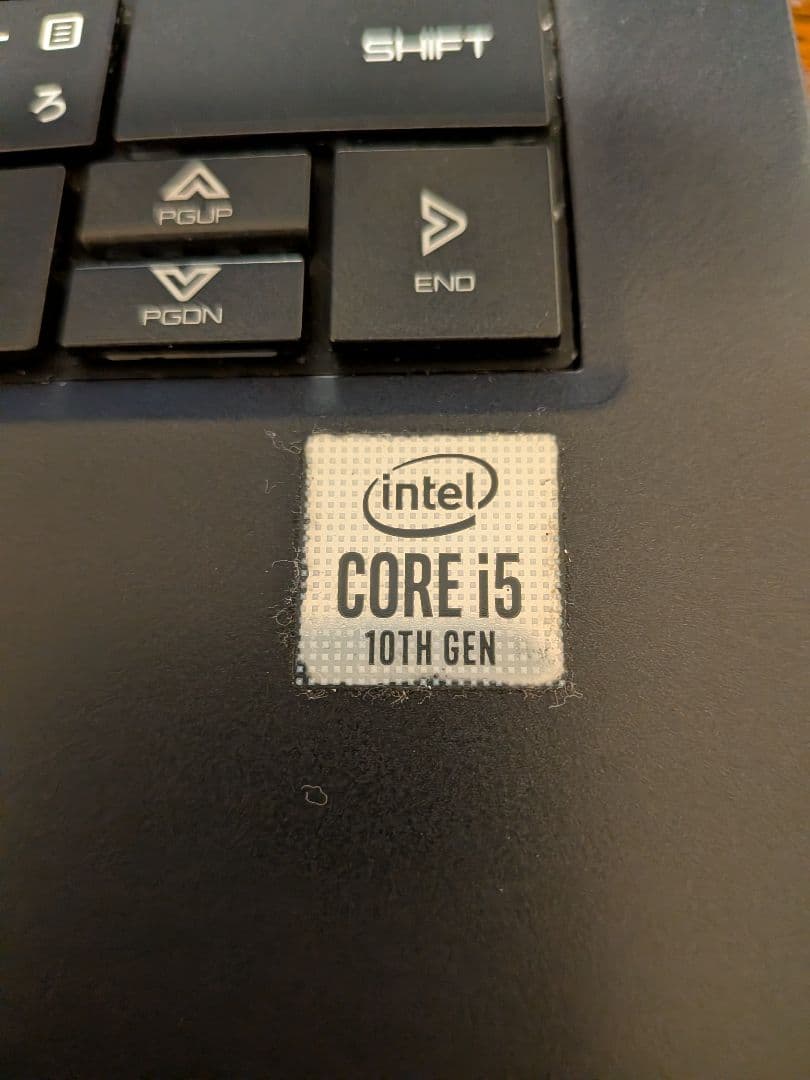 SHIFT
ろ
PGUP
END
PGDN
intel
CORE i5
10TH GEN